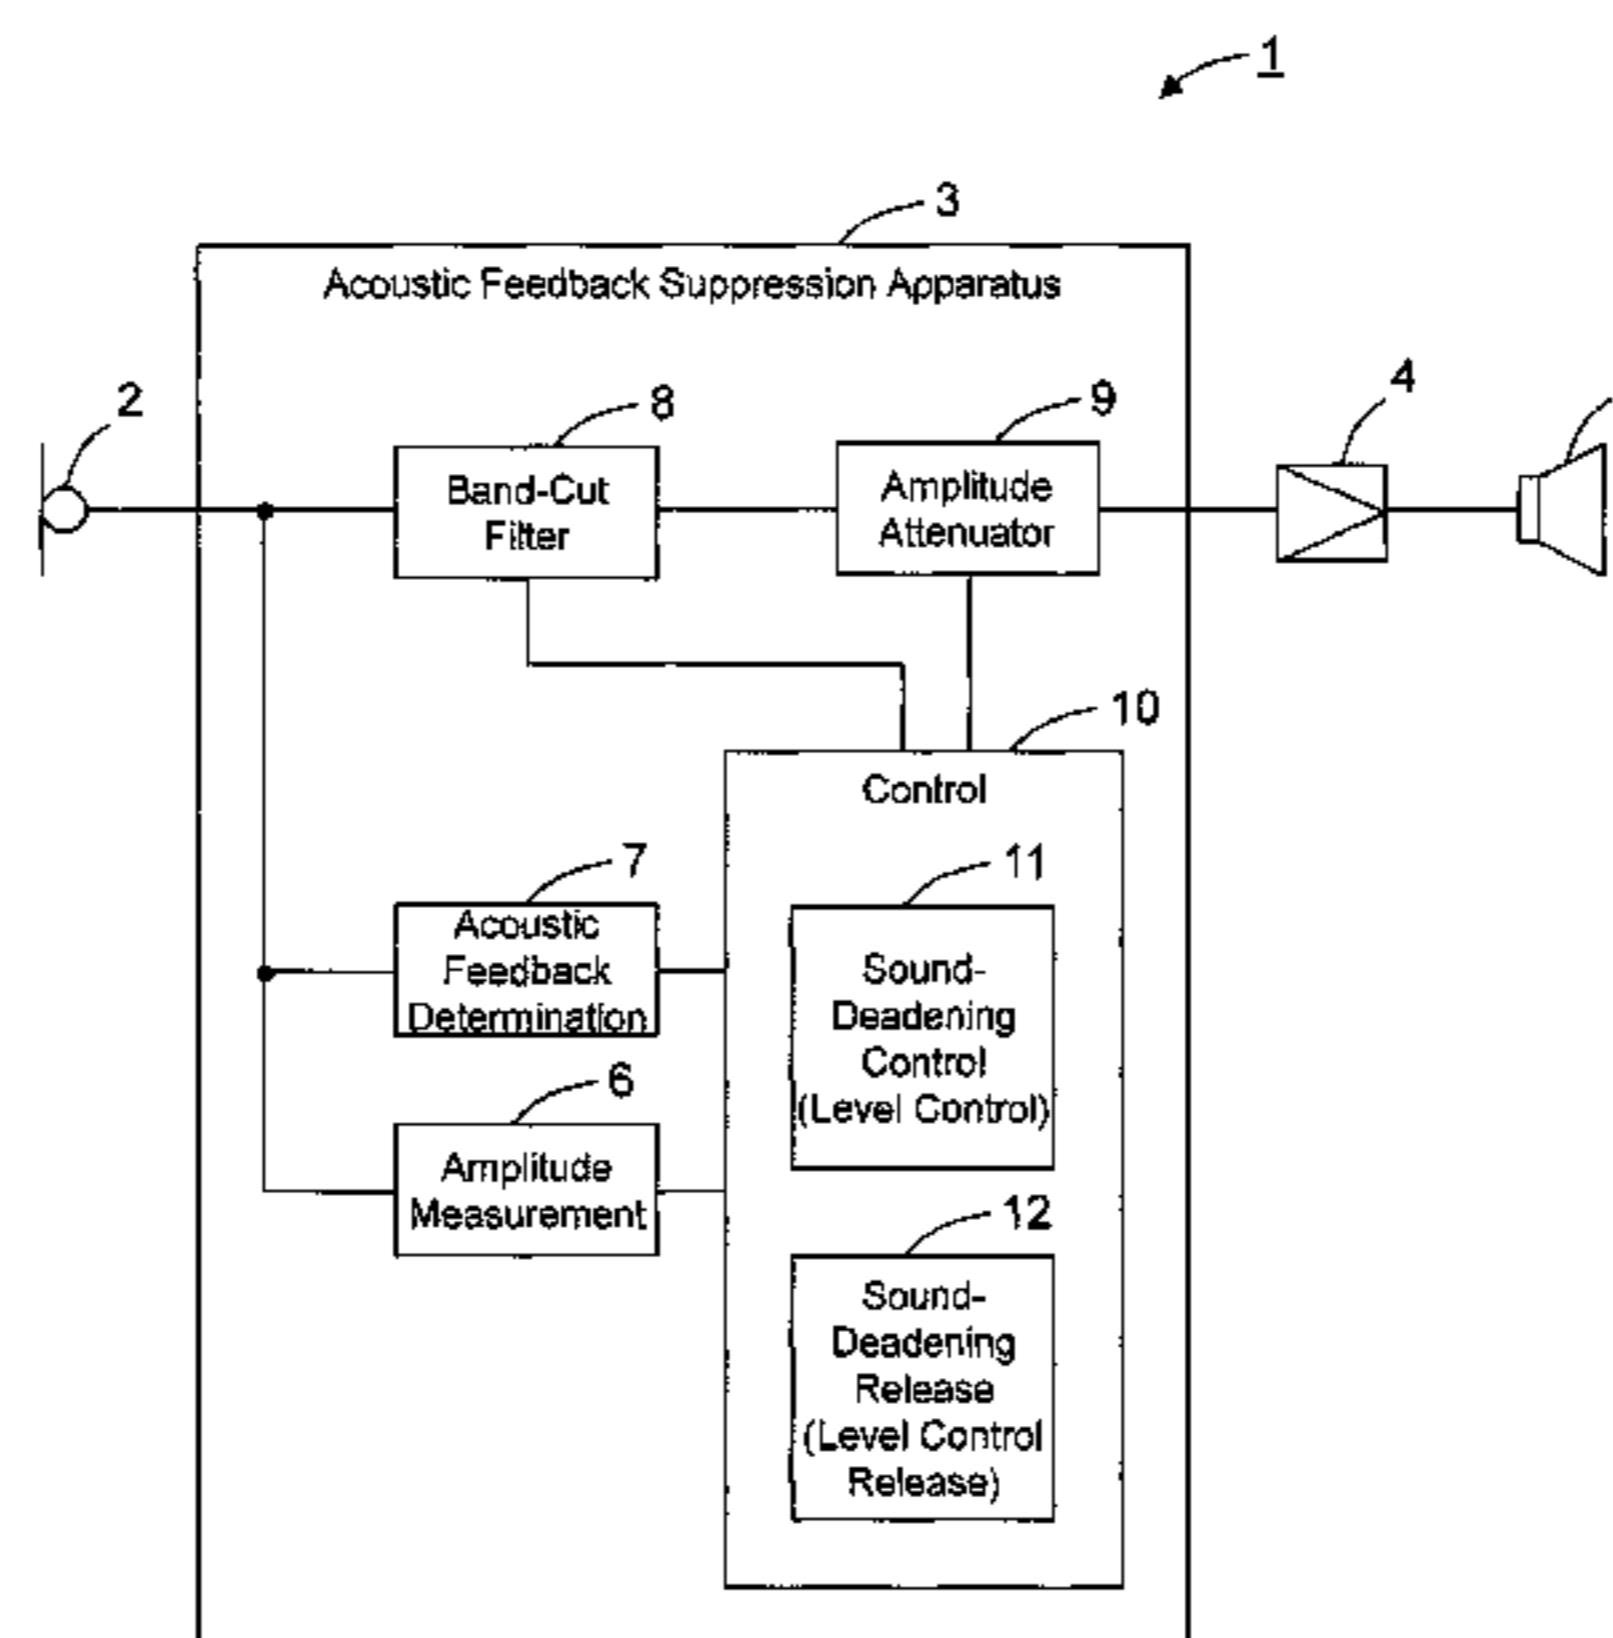 1
3
Acoustic Feedback Suppression Apparatus
2
8
9
4
Band-Cut
Filter
Amplitude
Attenuator
10
Control
7
Acoustic
Feedback
Determination
11
Sound-
Deadening
Control
(Level Control)
6
Amplitude
Measurement
12
Sound-
Deadening
Release
(Level Control
Release)